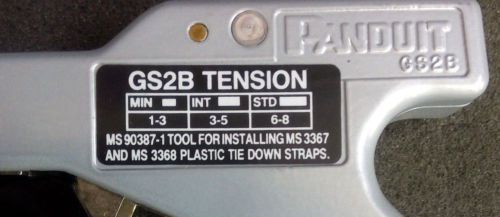 PANDUIT
GS2B
GS2B TENSION
MIN INT STD
1-3 3-5 6-8
MS 90387-1 TOOL FOR INSTALLING MS 3367
AND MS 3368 PLASTIC TIE DOWN STRAPS.